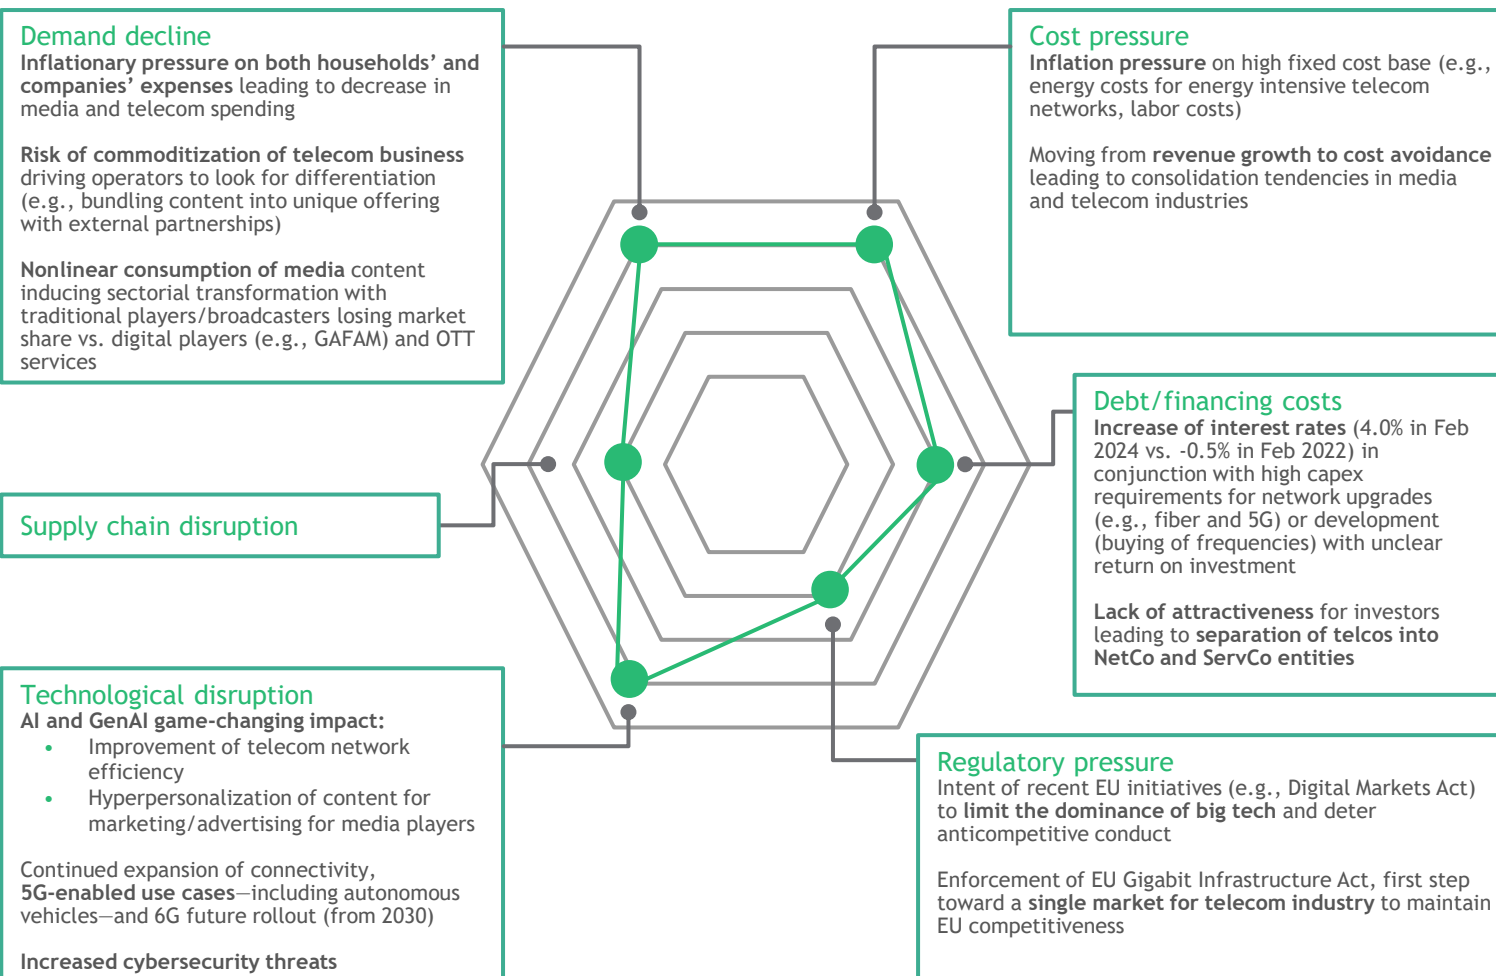 Demand decline
Inflationary pressure on both households’ and
companies’ expenses leading to decrease in
media and telecom spending
Risk of commoditization of telecom business
driving operators to look for differentiation
(e.g., bundling content into unique offering
with external partnerships)
Nonlinear consumption of media content
inducing sectorial transformation with
traditional players/broadcasters losing market
share vs. digital players (e.g., GAFAM) and OTT
services
Cost pressure
Inflation pressure on high fixed cost base (e.g.,
energy costs for energy intensive telecom
networks, labor costs)
Moving from revenue growth to cost avoidance
leading to consolidation tendencies in media
and telecom industries
Debt/financing costs
Increase of interest rates (4.0% in Feb
2024 vs. -0.5% in Feb 2022) in
conjunction with high capex
requirements for network upgrades
(e.g., fiber and 5G) or development
(buying of frequencies) with unclear
return on investment
Lack of attractiveness for investors
leading to separation of telcos into
NetCo and ServCo entities
Supply chain disruption
Technological disruption
AI and GenAI game-changing impact:
• Improvement of telecom network
efficiency
• Hyperpersonalization of content for
marketing/advertising for media players
Continued expansion of connectivity,
5G-enabled use cases—including autonomous
vehicles—and 6G future rollout (from 2030)
Increased cybersecurity threats
Regulatory pressure
Intent of recent EU initiatives (e.g., Digital Markets Act)
to limit the dominance of big tech and deter
anticompetitive conduct
Enforcement of EU Gigabit Infrastructure Act, first step
toward a single market for telecom industry to maintain
EU competitiveness